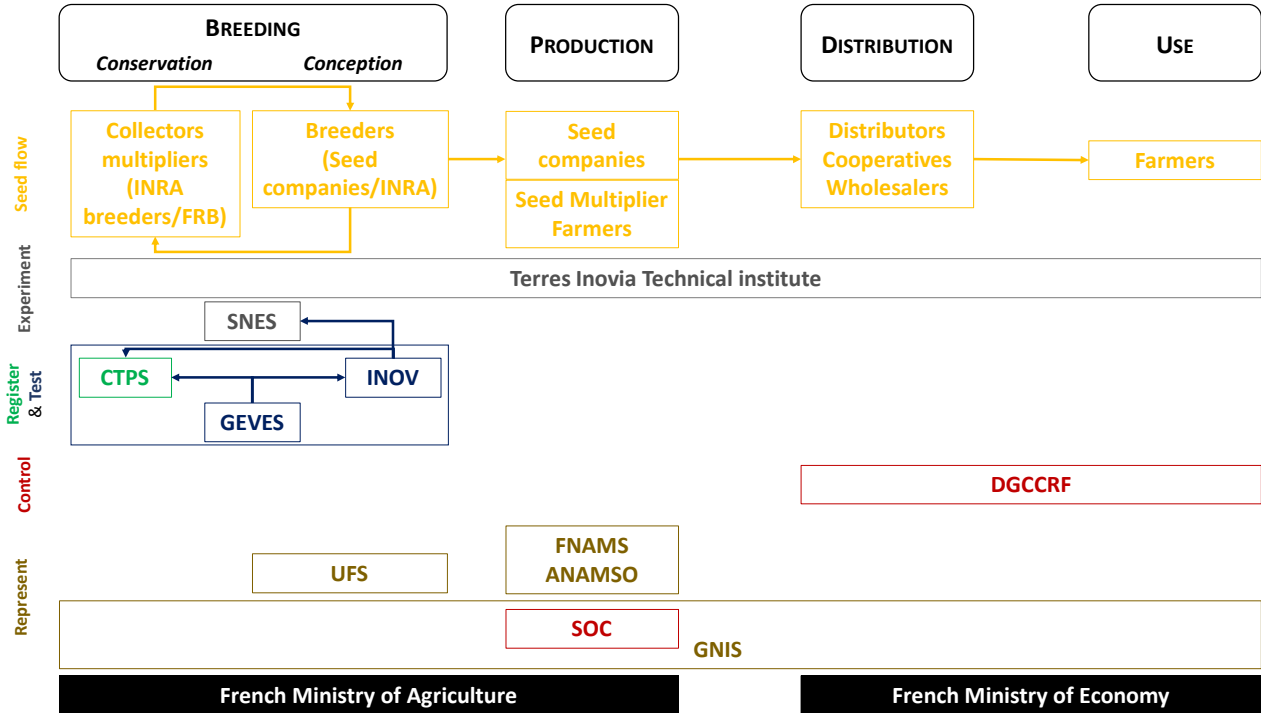 BREEDING
Conservation
Conception
PRODUCTION
DISTRIBUTION
USE
Seed flow
Collectors
multipliers
(INRA
breeders/FRB)
Breeders
(Seed
companies/INRA)
Seed
companies
Seed Multiplier
Farmers
Distributors
Cooperatives
Wholesalers
Farmers
Experiment
Terres Inovia Technical institute
SNES
Register
& Test
CTPS
INOV
GEVES
Control
DGCCRF
Represent
UFS
FNAMS
ANAMSO
SOC
GNIS
French Ministry of Agriculture
French Ministry of Economy